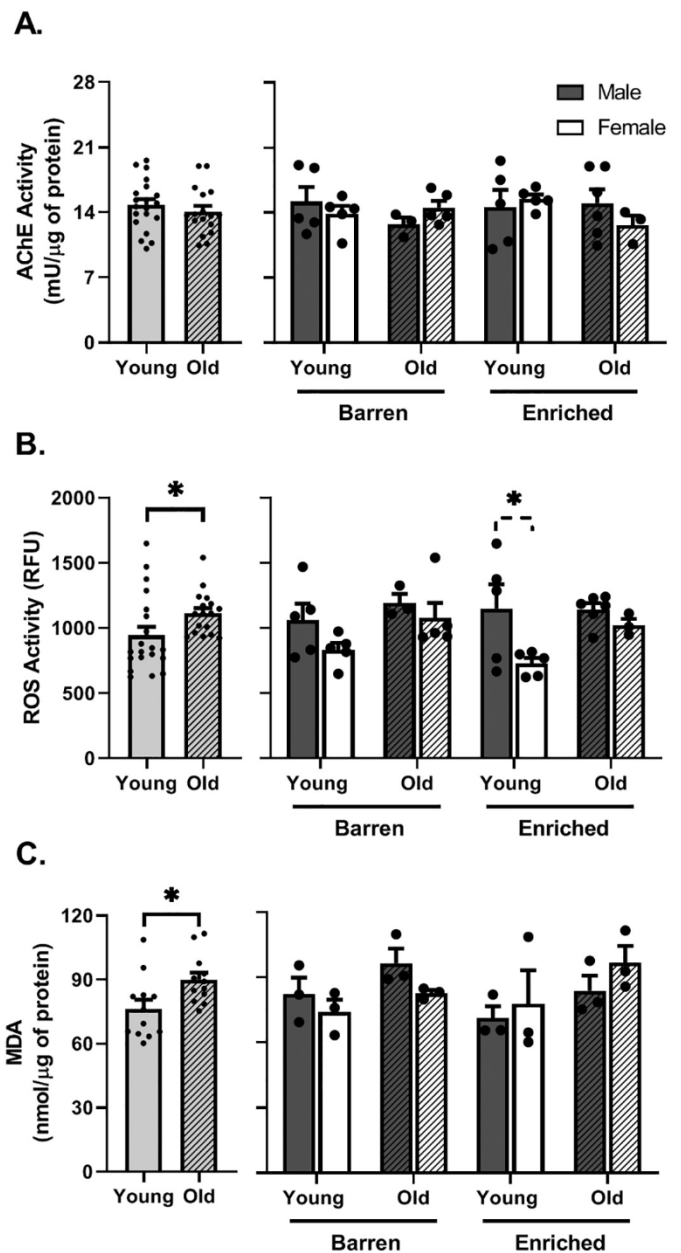 A.
AChE Activity
(mU/µg of protein)
28
21
14
7
0
Young Old
Male
Female
Young Old Young Old
Barren Enriched
B.
ROS Activity (RFU)
2000
1500
1000
500
0
*
*
Young Old
Young Old Young Old
Barren Enriched
C.
MDA
(nmol/µg of protein)
120
90
60
30
0
*
Young Old
Young Old Young Old
Barren Enriched